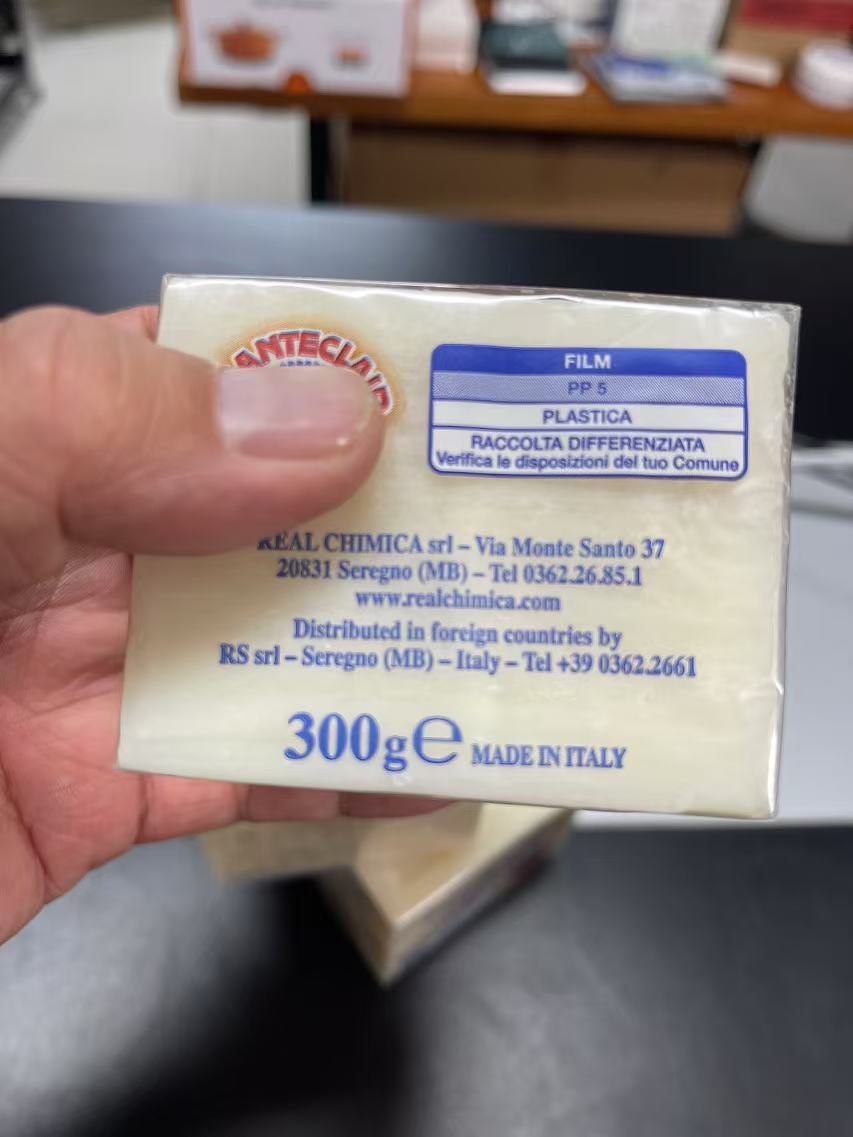 FILM
PP 5
PLASTICA
RACCOLTA DIFFERENZIATA
Verifica le disposizioni del tuo Comune
REAL CHIMICA srl – Via Monte Santo 37
20831 Seregno (MB) – Tel 0362.26.85.1
www.realchimica.com
Distributed in foreign countries by
RS srl – Seregno (MB) – Italy – Tel +39 0362.2661
300g℮ MADE IN ITALY